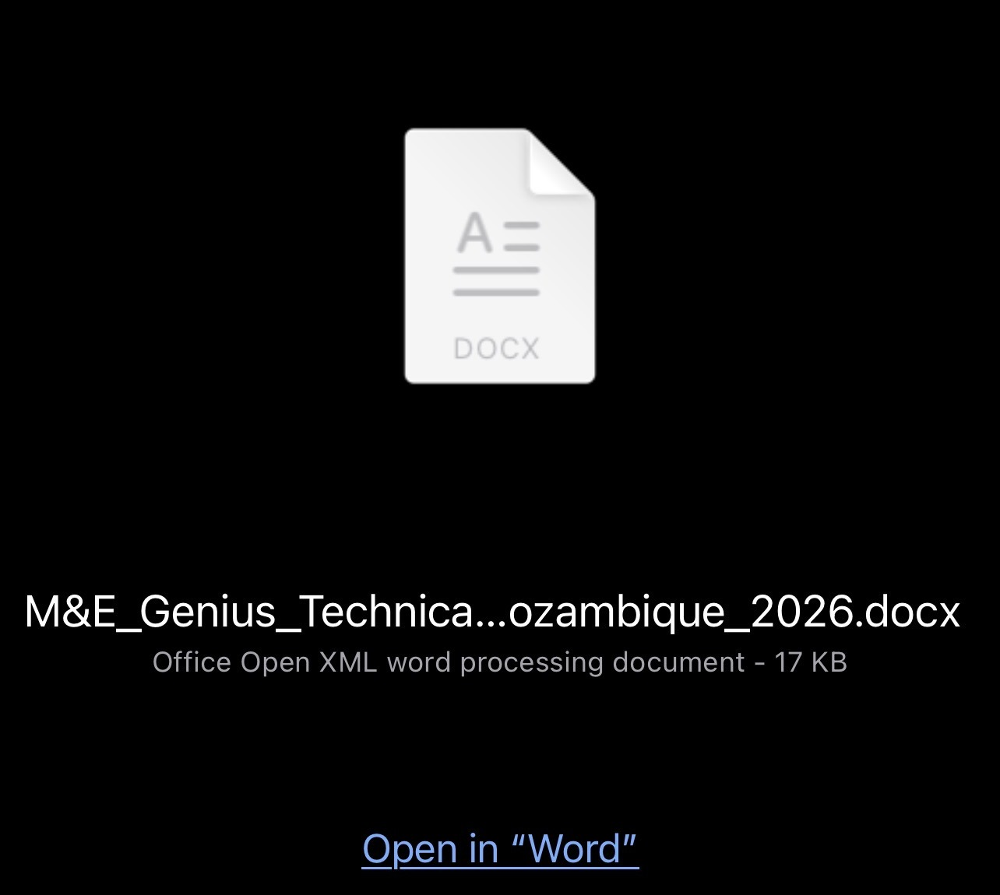 A
DOCX
M&E_Genius_Technica...ozambique_2026.docx
Office Open XML word processing document - 17 KB
Open in “Word”